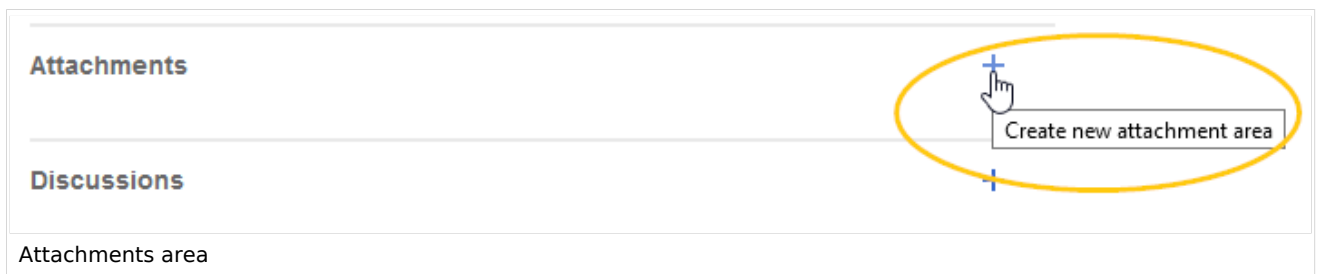 Attachments
Create new attachment area
Discussions
Attachments area